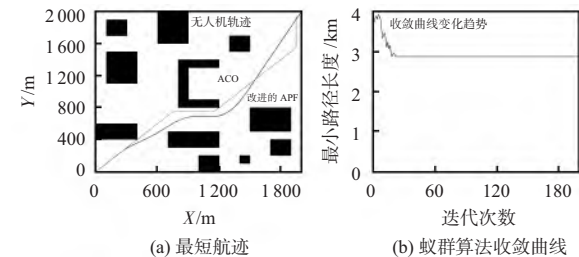 2 000
1 600
1 200
800
400
0
Y/m
无人机轨迹
ACO
改进的 APF
0
600
1 200
1 800
X/m
(a) 最短航迹
4
3
2
1
0
最小路径长度 /km
收敛曲线变化趋势
0
60
120
180
迭代次数
(b) 蚁群算法收敛曲线